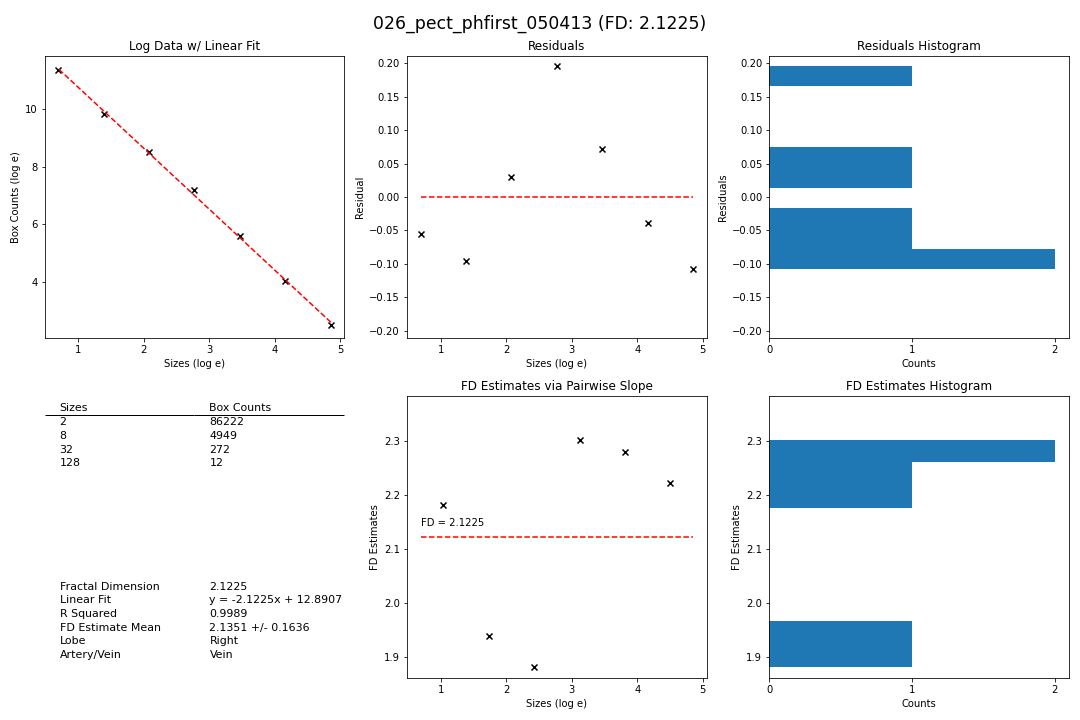 026_pect_phfirst_050413 (FD: 2.1225)
Log Data w/ Linear Fit
Box Counts (log e)
10
8
6
4
1
2
3
4
5
Sizes (log e)
Residuals
Residual
0.20
0.15
0.10
0.05
0.00
−0.05
−0.10
−0.15
−0.20
1
2
3
4
5
Sizes (log e)
Residuals Histogram
Residuals
0.20
0.15
0.10
0.05
0.00
−0.05
−0.10
−0.15
−0.20
0
1
2
Counts
Sizes Box Counts
2 86222
8 4949
32 272
128 12
Fractal Dimension 2.1225
Linear Fit y = -2.1225x + 12.8907
R Squared 0.9989
FD Estimate Mean 2.1351 +/- 0.1636
Lobe Right
Artery/Vein Vein
FD Estimates via Pairwise Slope
FD Estimates
2.3
2.2
2.1
2.0
1.9
FD = 2.1225
1
2
3
4
5
Sizes (log e)
FD Estimates Histogram
FD Estimates
2.3
2.2
2.1
2.0
1.9
0
1
2
Counts